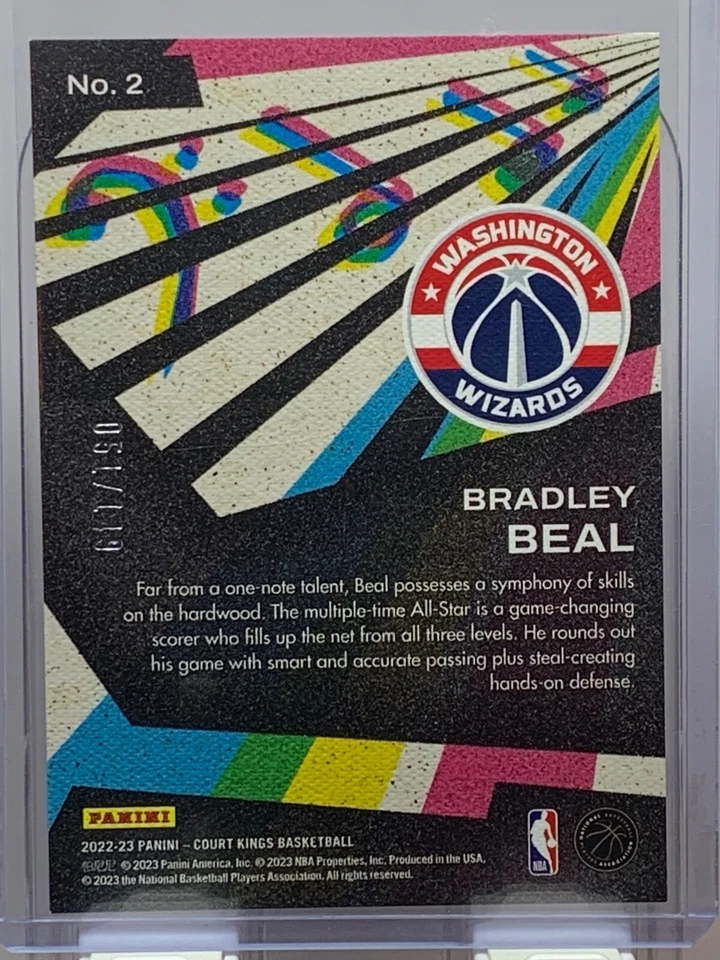 No. 2
WASHINGTON
WIZARDS
BRADLEY
BEAL
Far from a one-note talent, Beal possesses a symphony of skills
on the hardwood. The multiple-time All-Star is a game-changing
scorer who fills up the net from all three levels. He rounds out
his game with smart and accurate passing plus steal-creating
hands-on defense.
PANINI
2022-23 PANINI – COURT KINGS BASKETBALL
© 2023 Panini America, Inc. © 2023 NBA Properties, Inc. Produced in the USA.
© 2023 the National Basketball Players Association. All rights reserved.
NBA